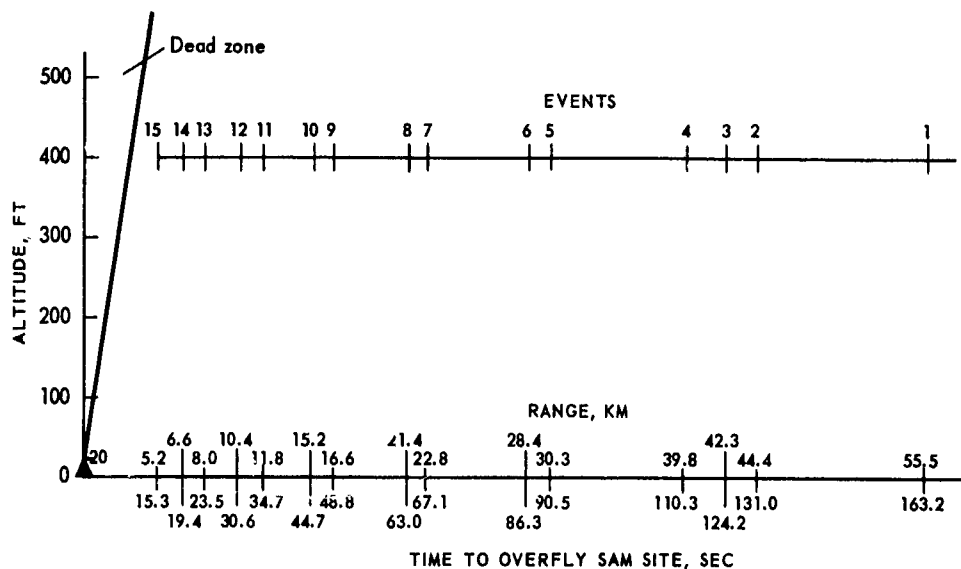 Dead zone
500
EVENTS
15 14 13 12 11 10 9 8 7 6 5 4 3 2 1
400
300
ALTITUDE, FT
200
100
RANGE, KM
6.6 10.4 15.2 21.4 28.4 42.3
20 5.2 8.0 11.8 16.6 22.8 30.3 39.8 44.4 55.5
0
15.3 23.5 34.7 48.8 67.1 90.5 110.3 131.0 163.2
19.4 30.6 44.7 63.0 86.3 124.2
TIME TO OVERFLY SAM SITE, SEC